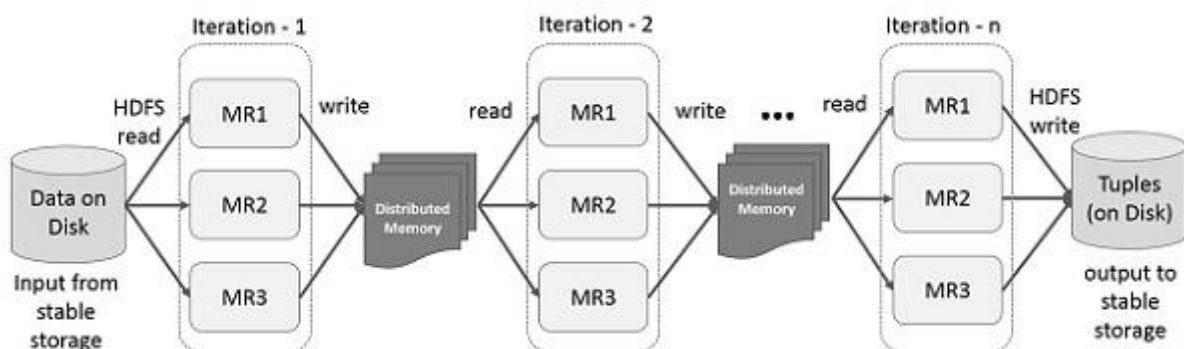 Iteration - 1
Iteration - 2
Iteration - n
HDFS
read
MR1
write
read
MR1
write
...
read
MR1
HDFS
write
Data on
Disk
MR2
Distributed
Memory
MR2
Distributed
Memory
MR2
Tuples
(on Disk)
Input from
stable
storage
MR3
MR3
MR3
output to
stable
storage